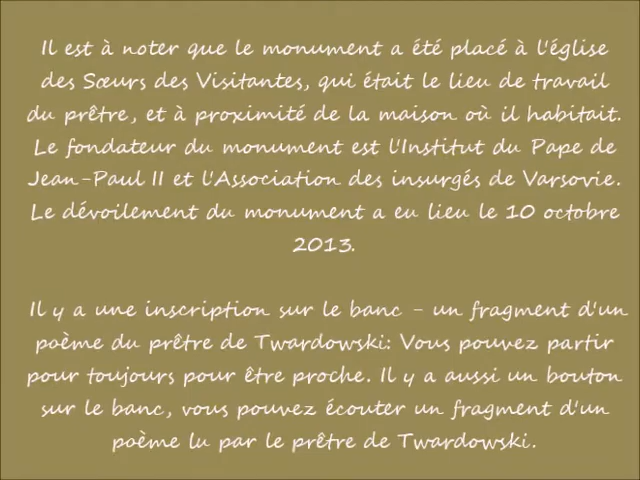 Il est à noter que le monument a été placé à l'église
des Sœurs des Visitantes, qui était le lieu de travail
du prêtre, et à proximité de la maison où il habitait.
Le fondateur du monument est l'Institut du Pape de
Jean-Paul II et l'Association des insurgés de Varsovie.
Le dévoilement du monument a eu lieu le 10 octobre
2013.
Il y a une inscription sur le banc - un fragment d'un
poème du prêtre de Twardowski: Vous pouvez partir
pour toujours pour être proche. Il y a aussi un bouton
sur le banc, vous pouvez écouter un fragment d'un
poème lu par le prêtre de Twardowski.